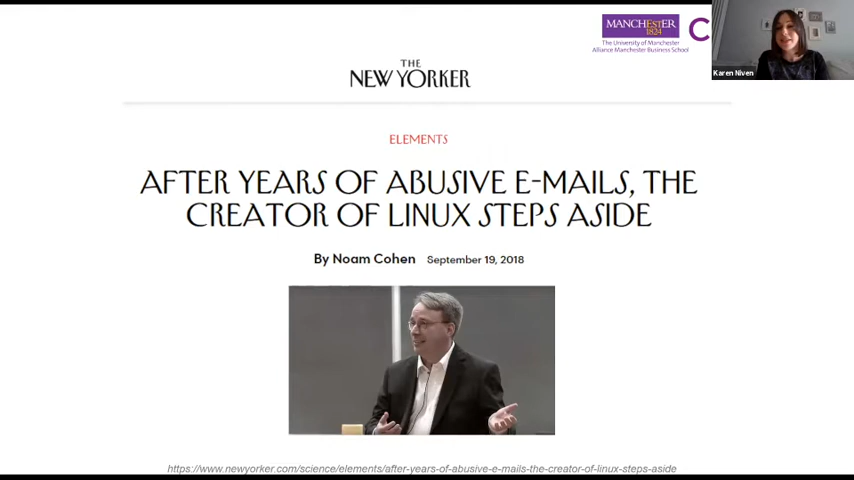 MANCHESTER
1824
The University of Manchester
Alliance Manchester Business School
C
Karen Niven
THE
NEW YORKER
ELEMENTS
AFTER YEARS OF ABUSIVE E-MAILS, THE
CREATOR OF LINUX STEPS ASIDE
By Noam Cohen September 19, 2018
https://www.newyorker.com/science/elements/after-years-of-abusive-e-mails-the-creator-of-linux-steps-aside